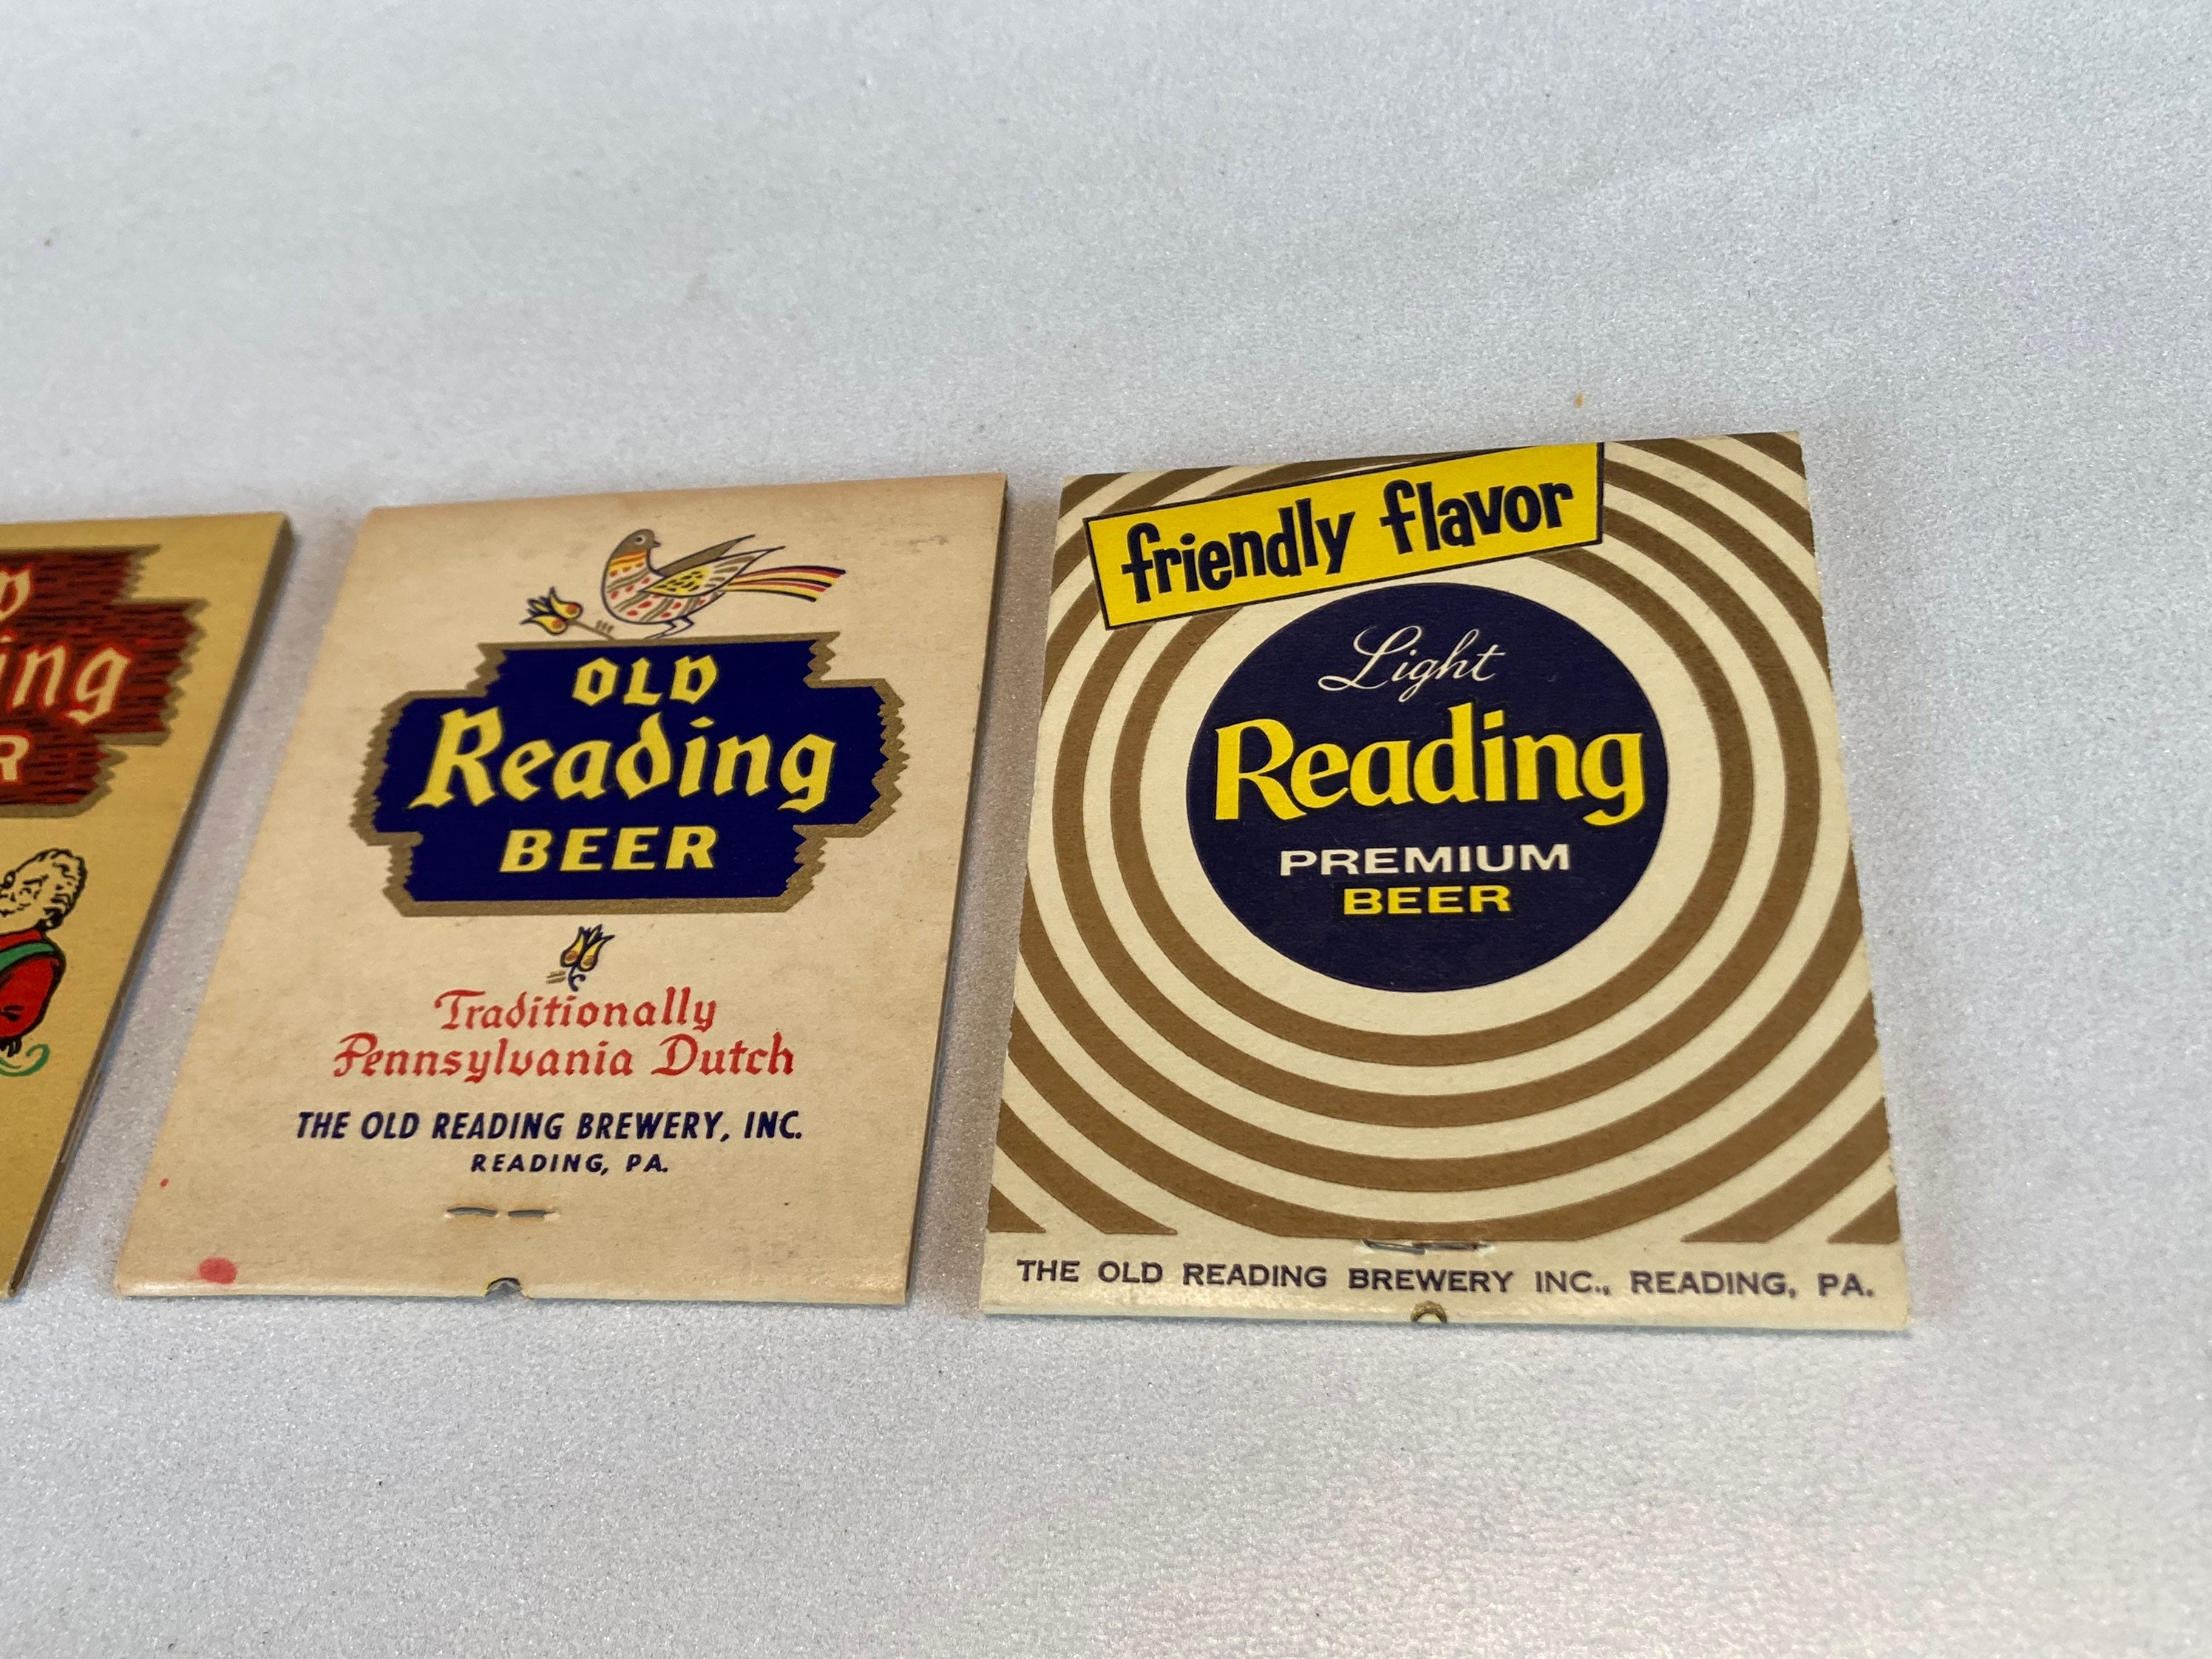 OLD
Reading
BEER
Traditionally
Pennsylvania Dutch
THE OLD READING BREWERY, INC.
READING, PA.
friendly flavor
Light
Reading
PREMIUM
BEER
THE OLD READING BREWERY INC., READING, PA.